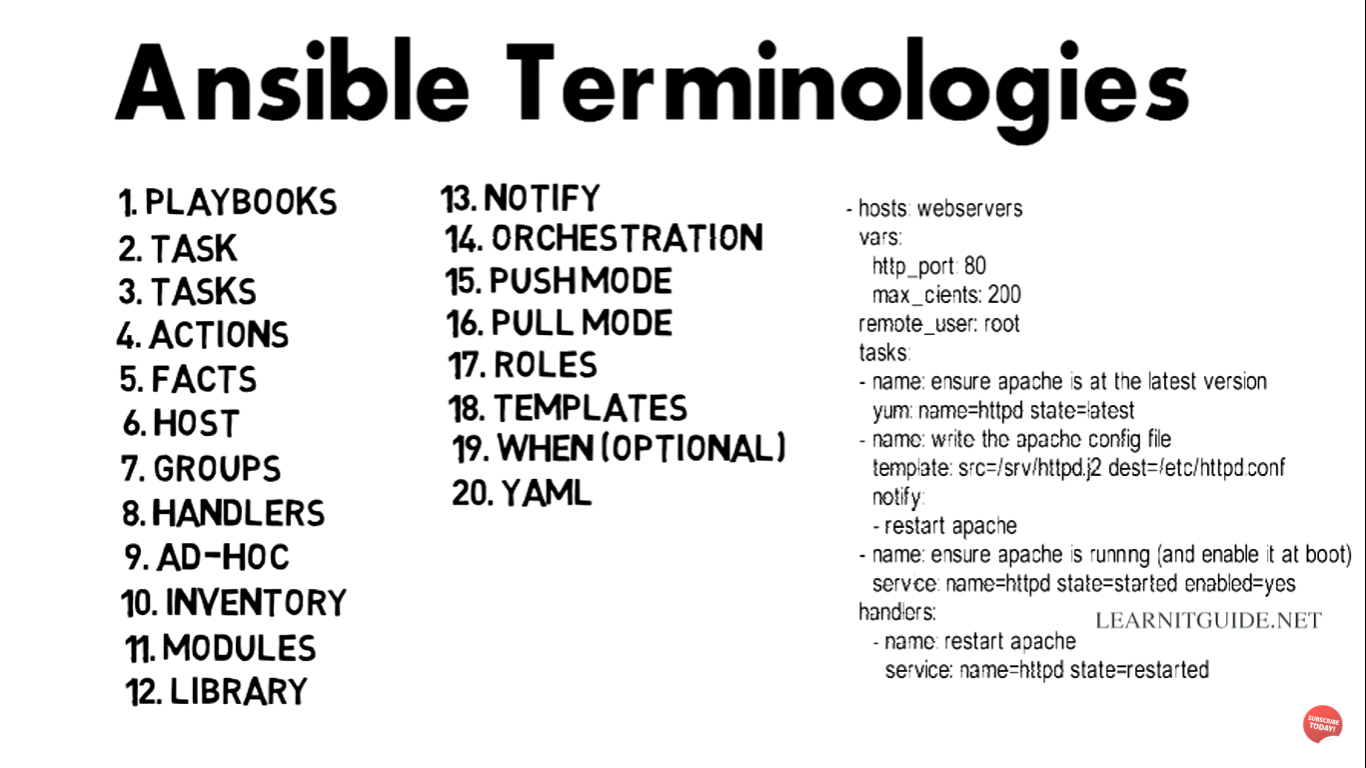 Ansible Terminologies
1. PLAYBOOKS
2. TASK
3. TASKS
4. ACTIONS
5. FACTS
6. HOST
7. GROUPS
8. HANDLERS
9. AD-HOC
10. INVENTORY
11. MODULES
12. LIBRARY
13. NOTIFY
14. ORCHESTRATION
15. PUSH MODE
16. PULL MODE
17. ROLES
18. TEMPLATES
19. WHEN (OPTIONAL)
20. YAML
- hosts: webservers
vars:
http_port: 80
max_cients: 200
remote_user: root
tasks:
- name: ensure apache is at the latest version
yum: name=httpd state=latest
- name: write the apache config file
template: src=/srv/httpd.j2 dest=/etc/httpd.conf
notify:
- restart apache
- name: ensure apache is running (and enable it at boot)
service: name=httpd state=started enabled=yes
handlers:
LEARNITGUIDE.NET
- name: restart apache
service: name=httpd state=restarted
SUBSCRIBE
TODAY!